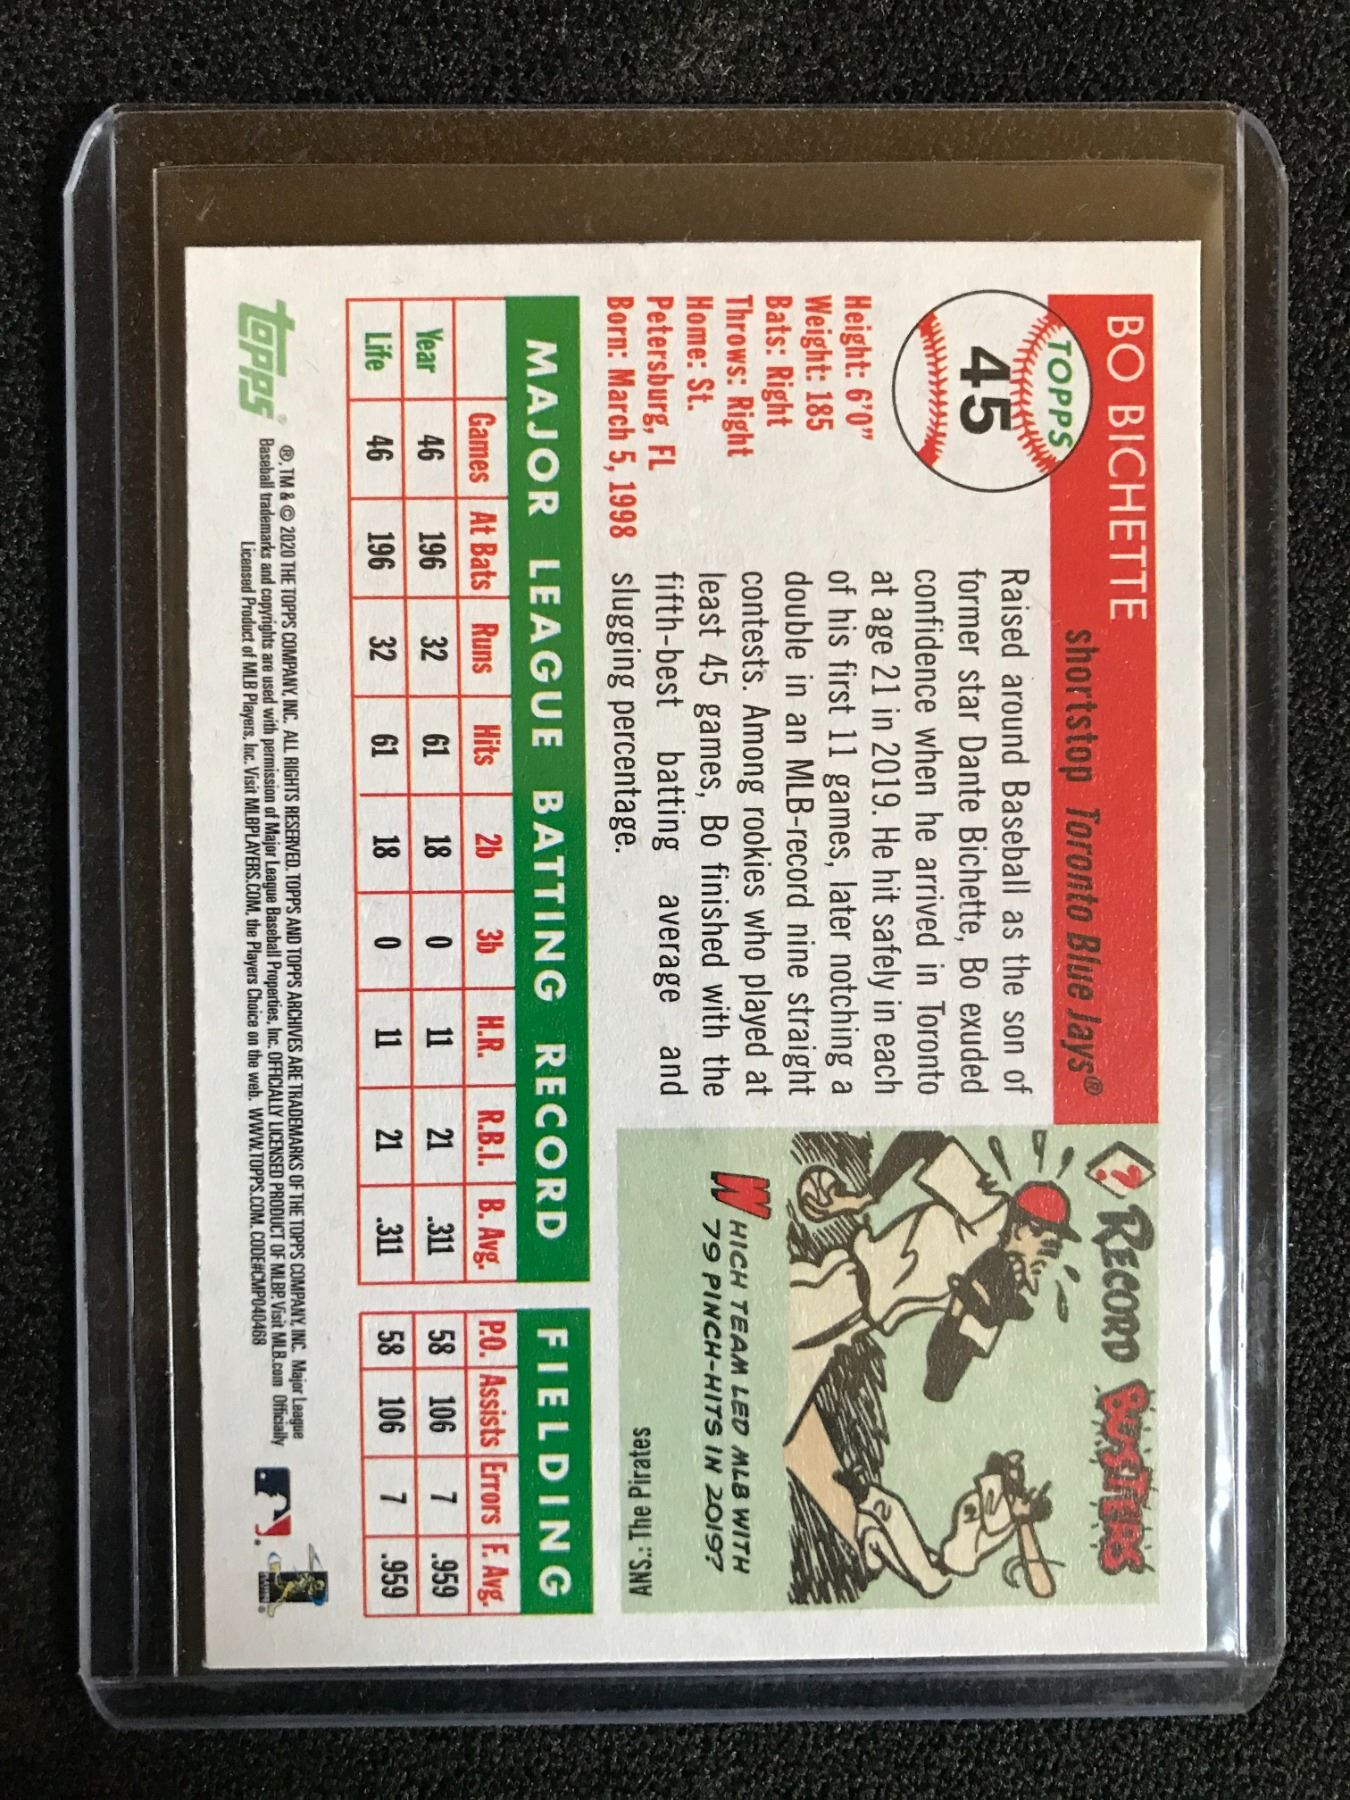 BO BICHETTE
shortstop Toronto Blue Jays®
TOPPS
45
Height: 6'0"
Weight: 185
Bats: Right
Throws: Right
Home: St.
Petersburg, FL
Born: March 5, 1998
Raised around Baseball as the son of
former star Dante Bichette, Bo exuded
confidence when he arrived in Toronto
at age 21 in 2019. He hit safely in each
of his first 11 games, later notching a
double in an MLB-record nine straight
contests. Among rookies who played at
least 45 games, Bo finished with the
fifth-best batting average and
slugging percentage.
? RECORD BUSTERS
WHICH TEAM LED MLB WITH
79 PINCH-HITS IN 2019?
ANS.: The Pirates
MAJOR LEAGUE BATTING RECORD FIELDING
Games At Bats Runs Hits 2b 3b H.R. R.B.I. B. Avg. P.O. Assists Errors F. Avg.
Year 46 196 32 61 18 0 11 21 .311 58 106 7 .959
Life 46 196 32 61 18 0 11 21 .311 58 106 7 .959
topps®
®, TM & © 2020 THE TOPPS COMPANY, INC. ALL RIGHTS RESERVED. TOPPS AND TOPPS ARCHIVES ARE TRADEMARKS OF THE TOPPS COMPANY, INC. Major League
Baseball trademarks and copyrights are used with permission of Major League Baseball Properties, Inc. OFFICIALLY LICENSED PRODUCT OF MLBP. Visit MLB.com Officially
Licensed Product of MLB Players, Inc. Visit MLBPLAYERS.COM, the Players Choice on the web. WWW.TOPPS.COM. CODE#CMP040468